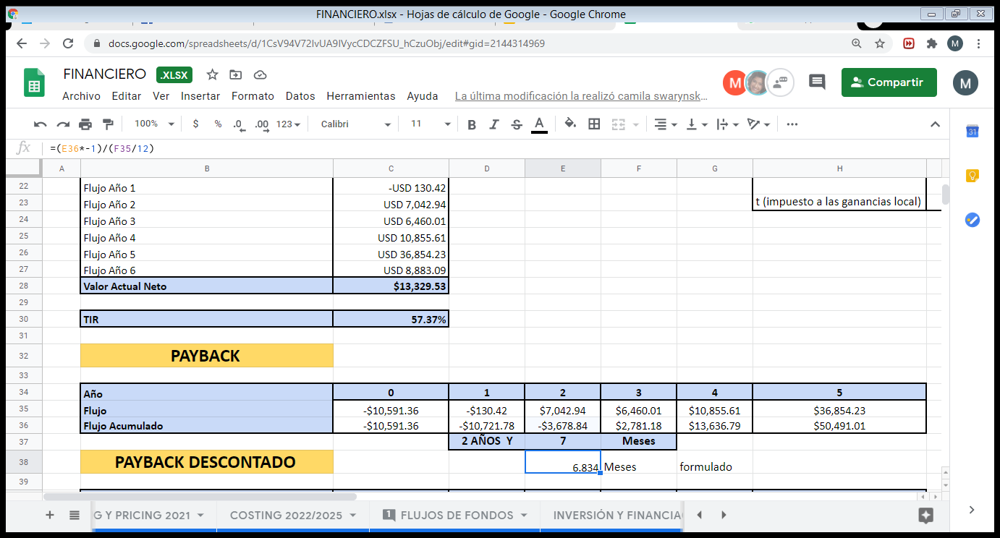 FINANCIERO.xlsx - Hojas de cálculo de Google - Google Chrome
docs.google.com/spreadsheets/d/1CsV94V72IvUA9IVycCDCZFSU_hCzuObj/edit#gid=2144314969
M
FINANCIERO .XLSX
Archivo Editar Ver Insertar Formato Datos Herramientas Ayuda La última modificación la realizó camila swarynsk...
M Compartir M
100% $ % .0 .00 123 Calibri 11 B I S A
31
fx =(E36*-1)/(F35/12)
A B C D E F G H
22 Flujo Año 1 -USD 130.42
23 Flujo Año 2 USD 7,042.94 t (impuesto a las ganancias local)
24 Flujo Año 3 USD 6,460.01
25 Flujo Año 4 USD 10,855.61
26 Flujo Año 5 USD 36,854.23
27 Flujo Año 6 USD 8,883.09
28 Valor Actual Neto $13,329.53
29
30 TIR 57.37%
31
32 PAYBACK
33
34 Año 0 1 2 3 4 5
35 Flujo -$10,591.36 -$130.42 $7,042.94 $6,460.01 $10,855.61 $36,854.23
36 Flujo Acumulado -$10,591.36 -$10,721.78 -$3,678.84 $2,781.18 $13,636.79 $50,491.01
37 2 AÑOS Y 7 Meses
38 PAYBACK DESCONTADO 6.834 Meses formulado
39
G Y PRICING 2021 COSTING 2022/2025 1 FLUJOS DE FONDOS INVERSIÓN Y FINANCIA